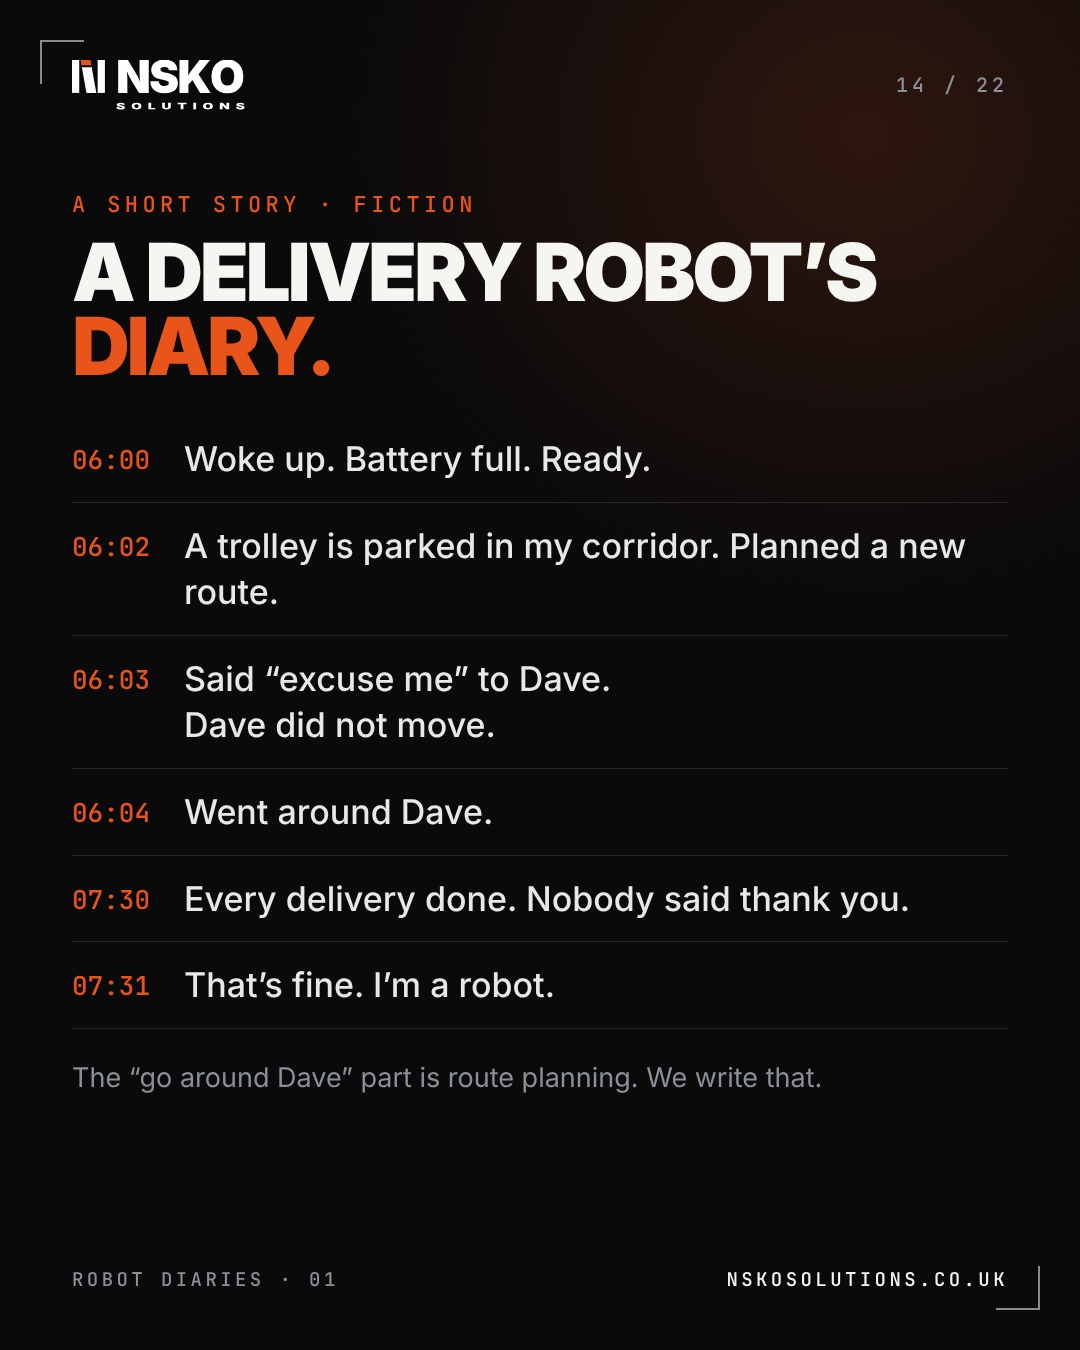 NSKO
SOLUTIONS
14 / 22
A SHORT STORY · FICTION
A DELIVERY ROBOT’S
DIARY.
06:00 Woke up. Battery full. Ready.
06:02 A trolley is parked in my corridor. Planned a new
route.
06:03 Said “excuse me” to Dave.
Dave did not move.
06:04 Went around Dave.
07:30 Every delivery done. Nobody said thank you.
07:31 That’s fine. I’m a robot.
The “go around Dave” part is route planning. We write that.
ROBOT DIARIES · 01
NSKOSOLUTIONS.CO.UK